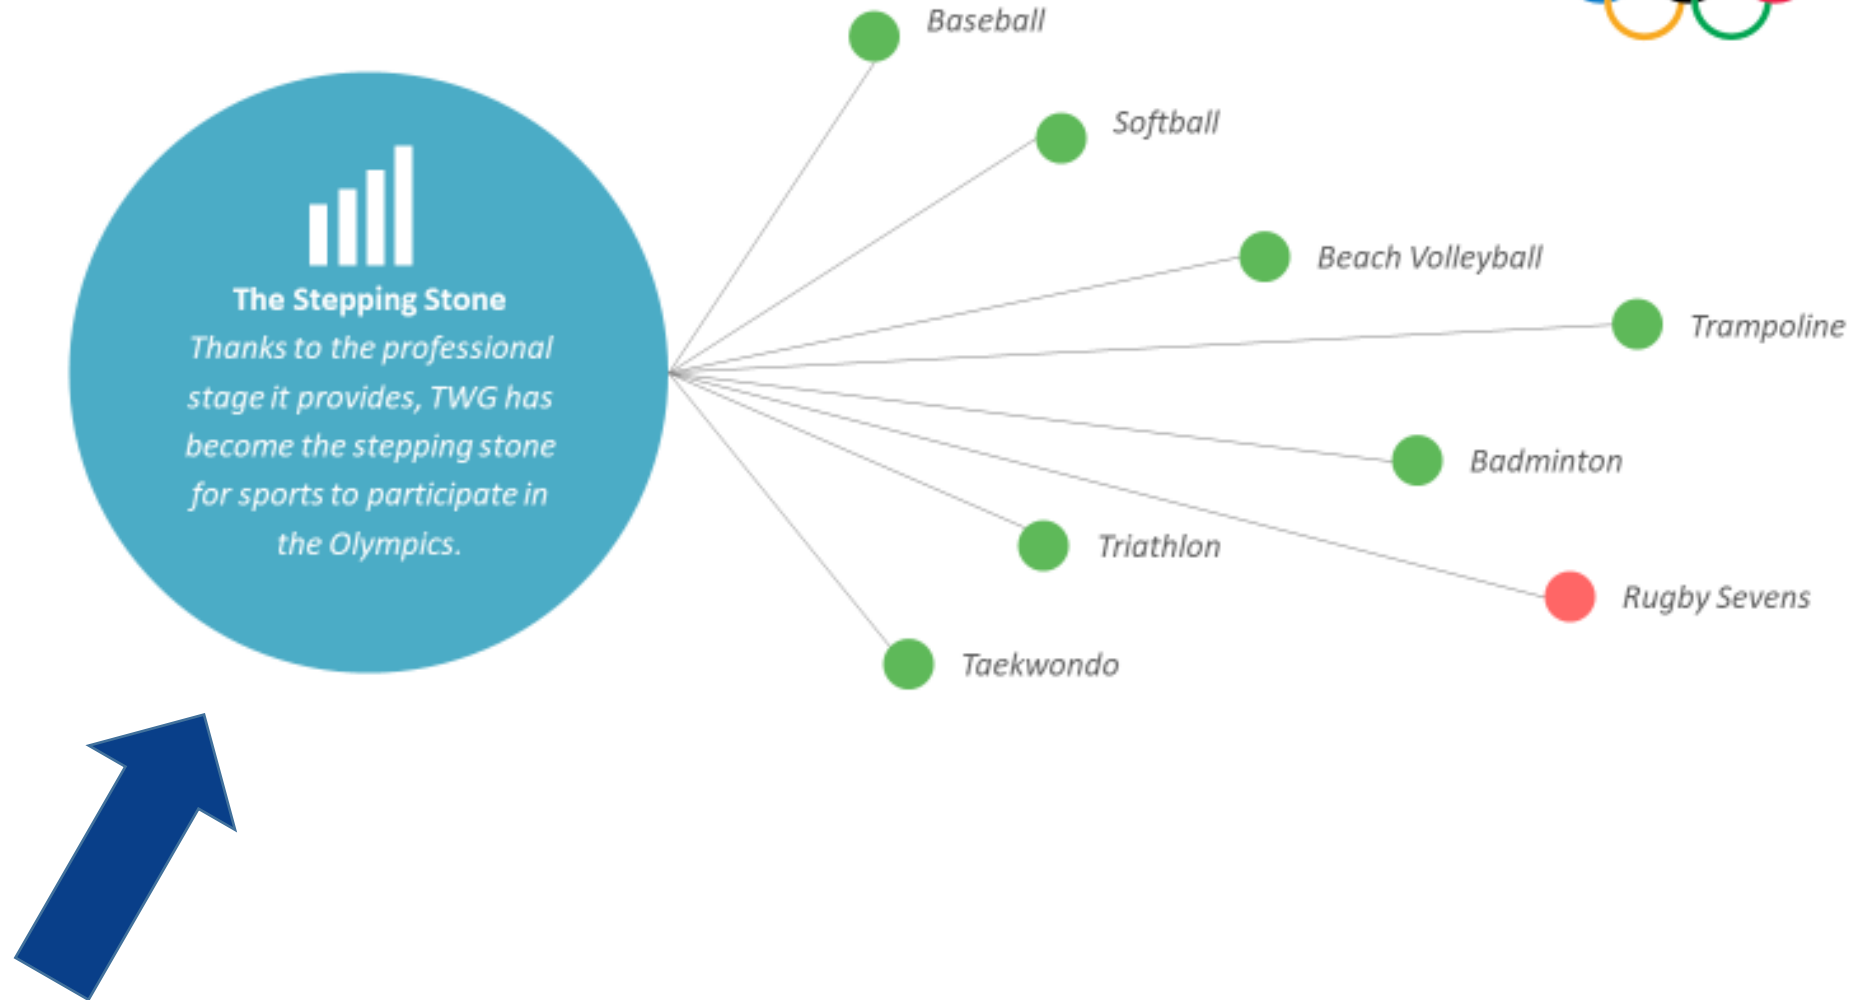 The Stepping Stone
Thanks to the professional
stage it provides, TWG has
become the stepping stone
for sports to participate in
the Olympics.
Baseball
Softball
Beach Volleyball
Trampoline
Badminton
Triathlon
Rugby Sevens
Taekwondo